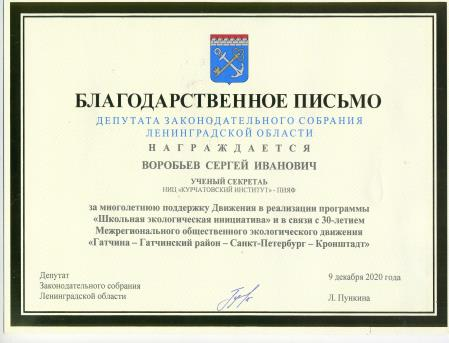 БЛАГОДАРСТВЕННОЕ ПИСЬМО
ДЕПУТАТА ЗАКОНОДАТЕЛЬНОГО СОБРАНИЯ
ЛЕНИНГРАДСКОЙ ОБЛАСТИ
НАГРАЖДАЕТСЯ
ВОРОБЬЕВ СЕРГЕЙ ИВАНОВИЧ
УЧЕНЫЙ СЕКРЕТАЬ
НИЦ «КУРЧАТОВСКИЙ ИНСТИТУТ» - ПИЯФ
за многолетнюю поддержку Движения в реализации программы
«Школьная экологическая инициатива» и в связи с 30-летием
Межрегионального общественного экологического движения
«Гатчина – Гатчинский район – Санкт-Петербург – Кронштадт»
Депутат
Законодательного собрания
Ленинградской области
9 декабря 2020 года
Л. Пункина